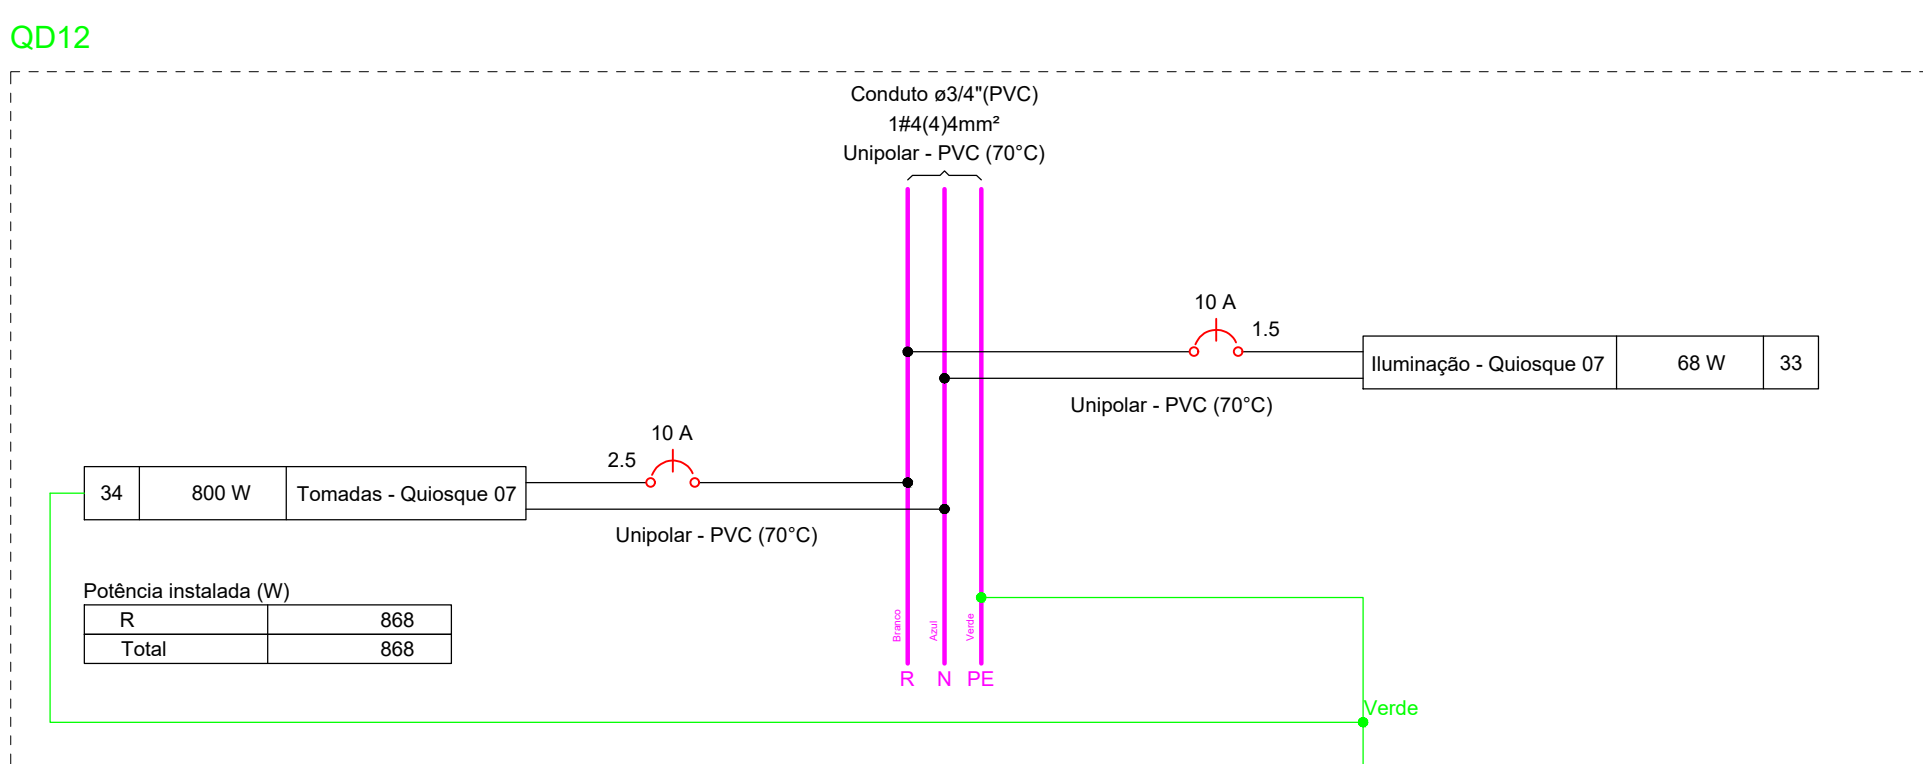 QD12
Conduto ø3/4"(PVC)
1#4(4)4mm²
Unipolar - PVC (70°C)
10 A
1.5
Iluminação - Quiosque 07 68 W 33
Unipolar - PVC (70°C)
10 A
2.5
34 800 W Tomadas - Quiosque 07
Unipolar - PVC (70°C)
Potência instalada (W)
R 868
Total 868
Branco
Azul
Verde
R N PE
Verde